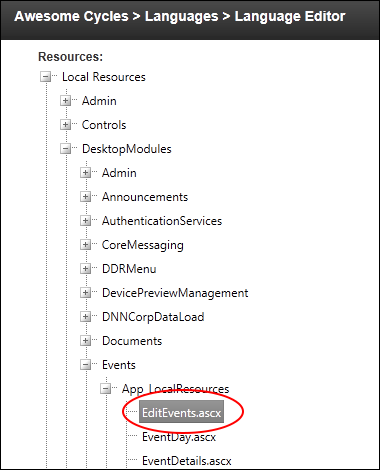 Awesome Cycles > Languages > Language Editor
Resources:
Local Resources
Admin
Controls
DesktopModules
Admin
Announcements
AuthenticationServices
CoreMessaging
DDRMenu
DevicePreviewManagement
DNNCorpDataLoad
Documents
Events
App_LocalResources
EditEvents.ascx
EventDay.ascx
EventDetails.ascx